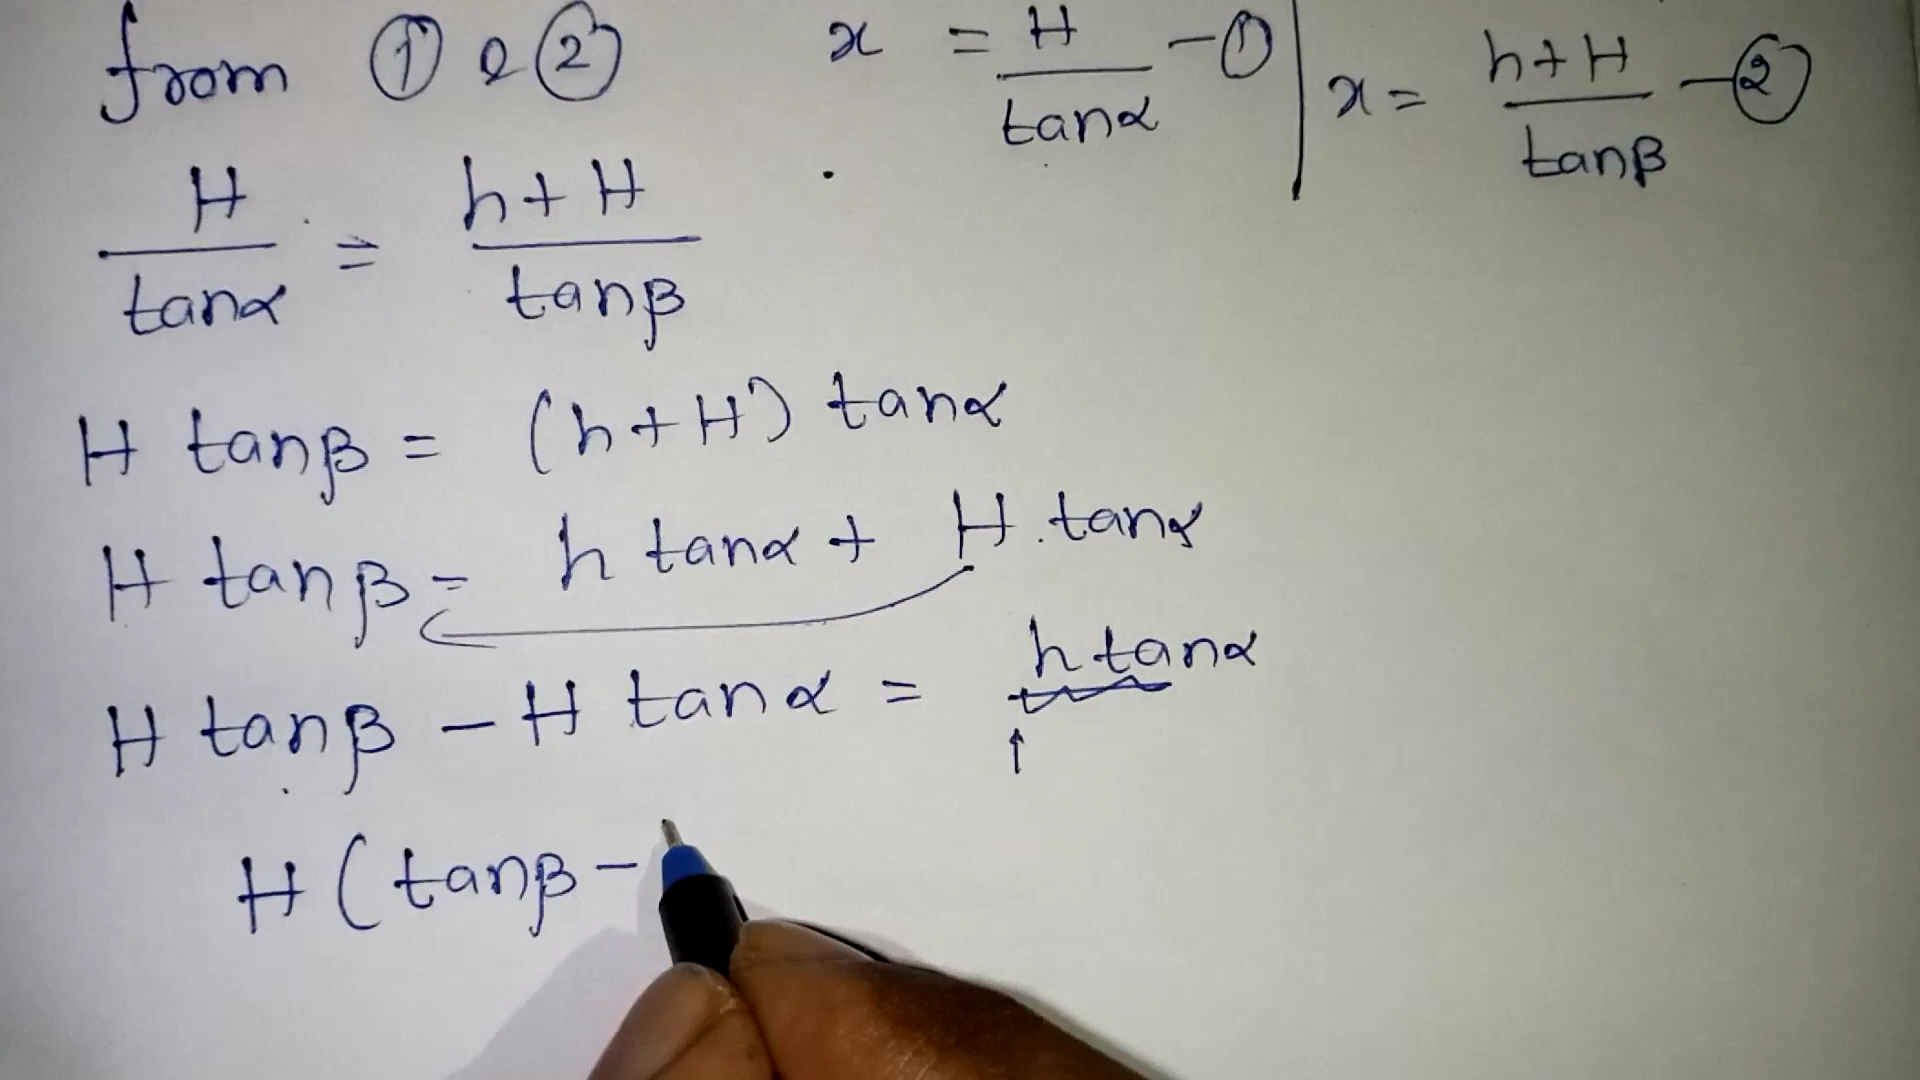 from ① & ② x = H/tanα -① | x = h+H/tanβ -②
H/tanα = h+H/tanβ
H tanβ = (h+H) tanα
H tanβ = h tanα + H.tanα
H tanβ - H tanα = h tanα
↑
H(tanβ -